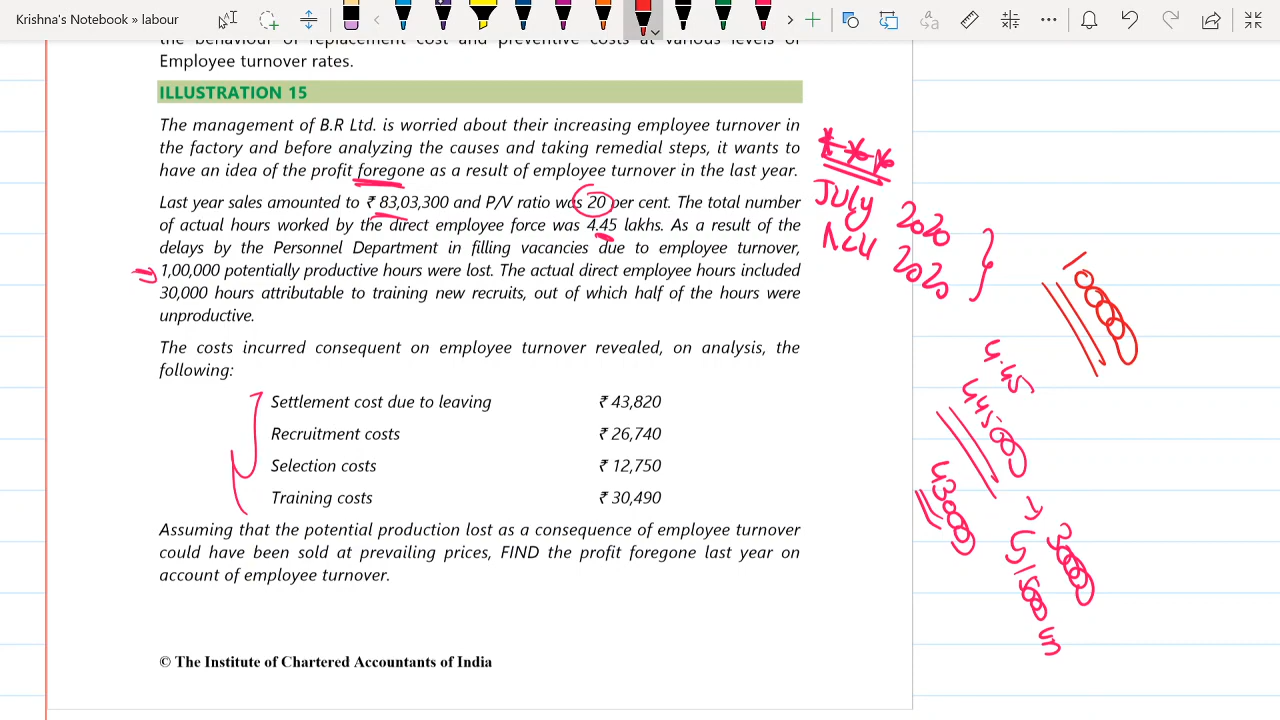 Krishna's Notebook » labour
the behaviour of replacement cost and preventive costs at various levels of
Employee turnover rates.
ILLUSTRATION 15
The management of B.R Ltd. is worried about their increasing employee turnover in
the factory and before analyzing the causes and taking remedial steps, it wants to
have an idea of the profit foregone as a result of employee turnover in the last year.
Last year sales amounted to ₹ 83,03,300 and P/V ratio was 20 per cent. The total number
of actual hours worked by the direct employee force was 4.45 lakhs. As a result of the
delays by the Personnel Department in filling vacancies due to employee turnover,
1,00,000 potentially productive hours were lost. The actual direct employee hours included
30,000 hours attributable to training new recruits, out of which half of the hours were
unproductive.
The costs incurred consequent on employee turnover revealed, on analysis, the
following:
Settlement cost due to leaving ₹ 43,820
Recruitment costs ₹ 26,740
Selection costs ₹ 12,750
Training costs ₹ 30,490
Assuming that the potential production lost as a consequence of employee turnover
could have been sold at prevailing prices, FIND the profit foregone last year on
account of employee turnover.
© The Institute of Chartered Accountants of India
July 2020
2020
100000
4.45
445000
430000
30000